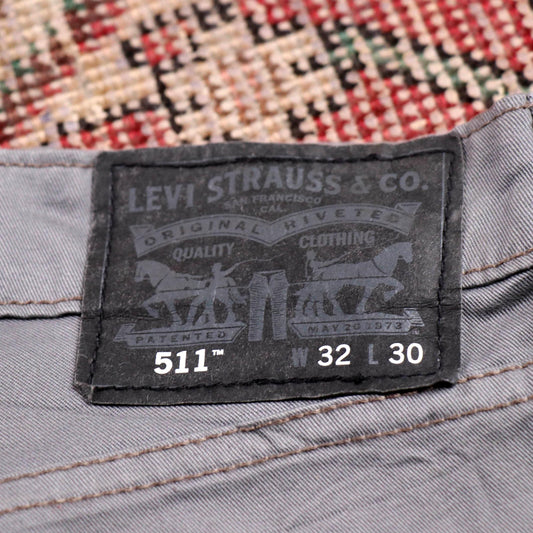 LEVI STRAUSS & CO.
SAN FRANCISCO
CAL.
ORIGINAL RIVETED
QUALITY CLOTHING
PATENTED MAY 20 1873
511™ W 32 L 30